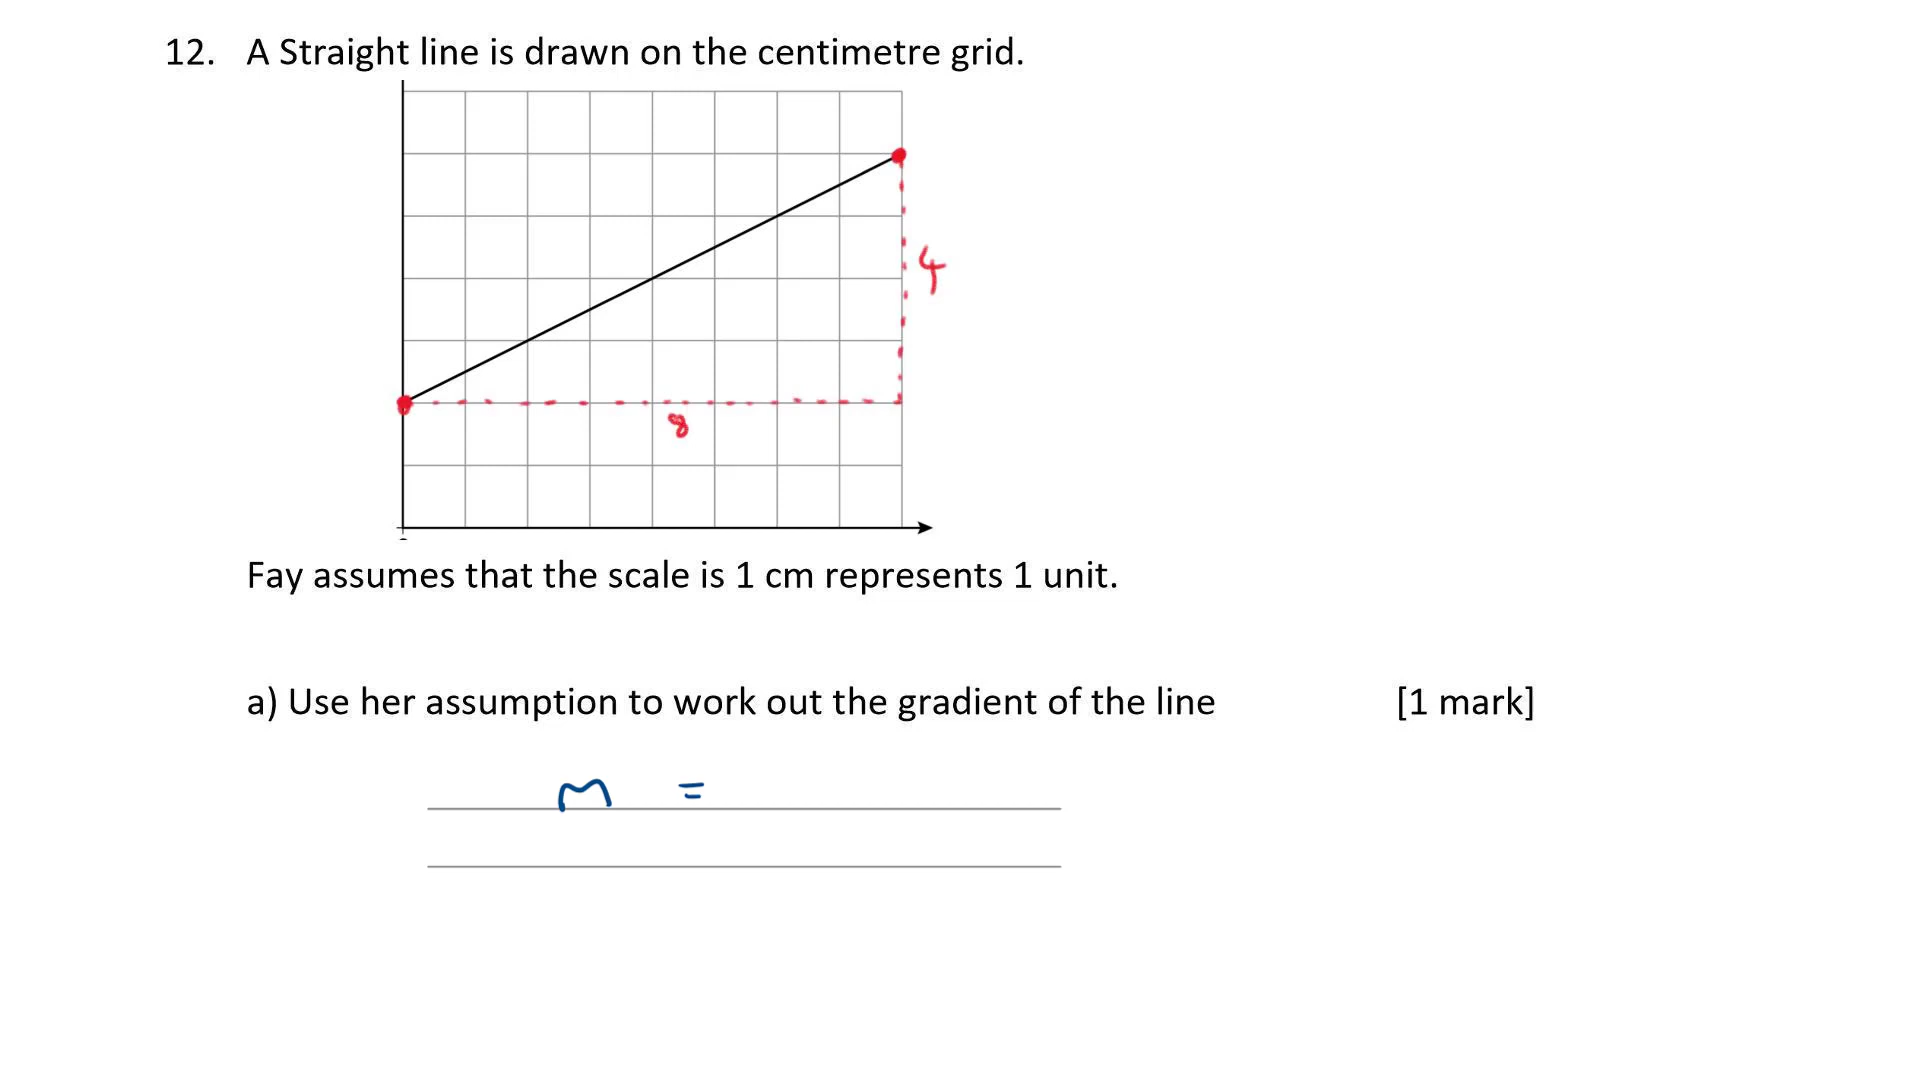 12. A Straight line is drawn on the centimetre grid.
4
8
Fay assumes that the scale is 1 cm represents 1 unit.
a) Use her assumption to work out the gradient of the line [1 mark]
m =